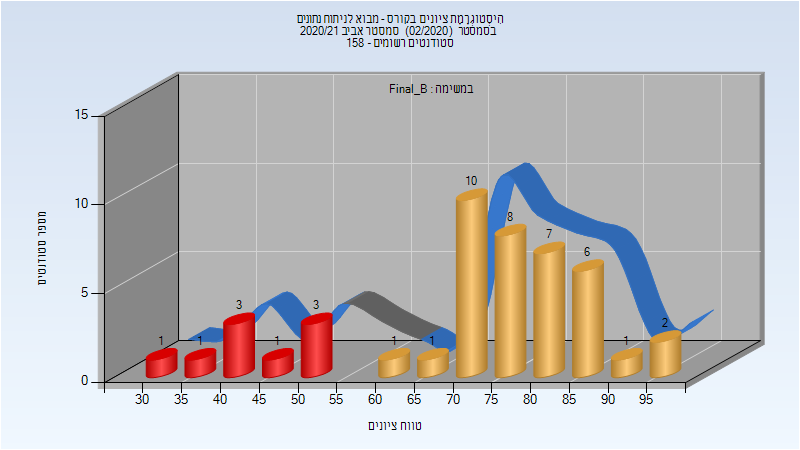 היסטוגרמת ציונים בקורס - מבוא לניתוח נתונים
בסמסטר (02/2020) סמסטר אביב 2020/21
סטודנטים רשומים - 158
במשימה : Final_B
מספר סטודנטים
15
10
5
0
1
1
3
1
3
1
1
10
8
7
6
1
2
30 35 40 45 50 55 60 65 70 75 80 85 90 95
טווח ציונים